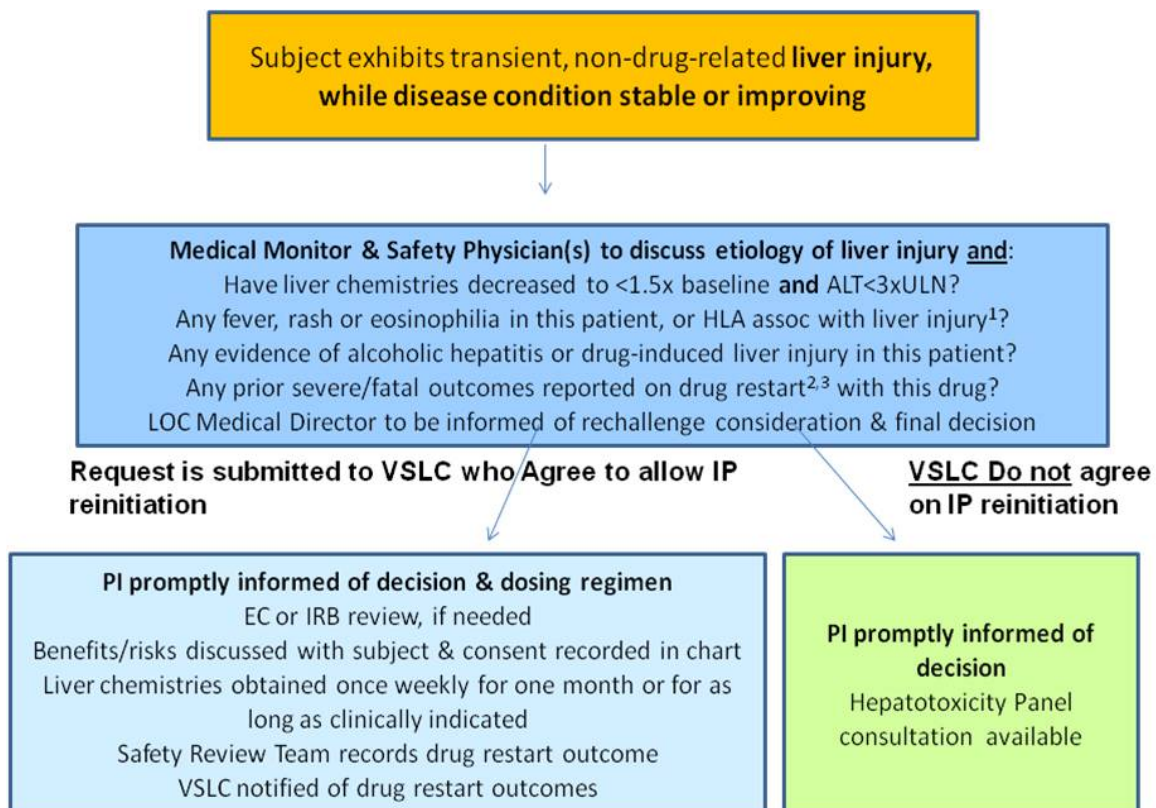 Subject exhibits transient, non-drug-related liver injury,
while disease condition stable or improving
Medical Monitor & Safety Physician(s) to discuss etiology of liver injury and:
Have liver chemistries decreased to <1.5x baseline and ALT<3xULN?
Any fever, rash or eosinophilia in this patient, or HLA assoc with liver injury1?
Any evidence of alcoholic hepatitis or drug-induced liver injury in this patient?
Any prior severe/fatal outcomes reported on drug restart2,3 with this drug?
LOC Medical Director to be informed of rechallenge consideration & final decision
Request is submitted to VSLC who Agree to allow IP
reinitiation
VSLC Do not agree
on IP reinitiation
PI promptly informed of decision & dosing regimen
EC or IRB review, if needed
Benefits/risks discussed with subject & consent recorded in chart
Liver chemistries obtained once weekly for one month or for as
long as clinically indicated
Safety Review Team records drug restart outcome
VSLC notified of drug restart outcomes
PI promptly informed of
decision
Hepatotoxicity Panel
consultation available